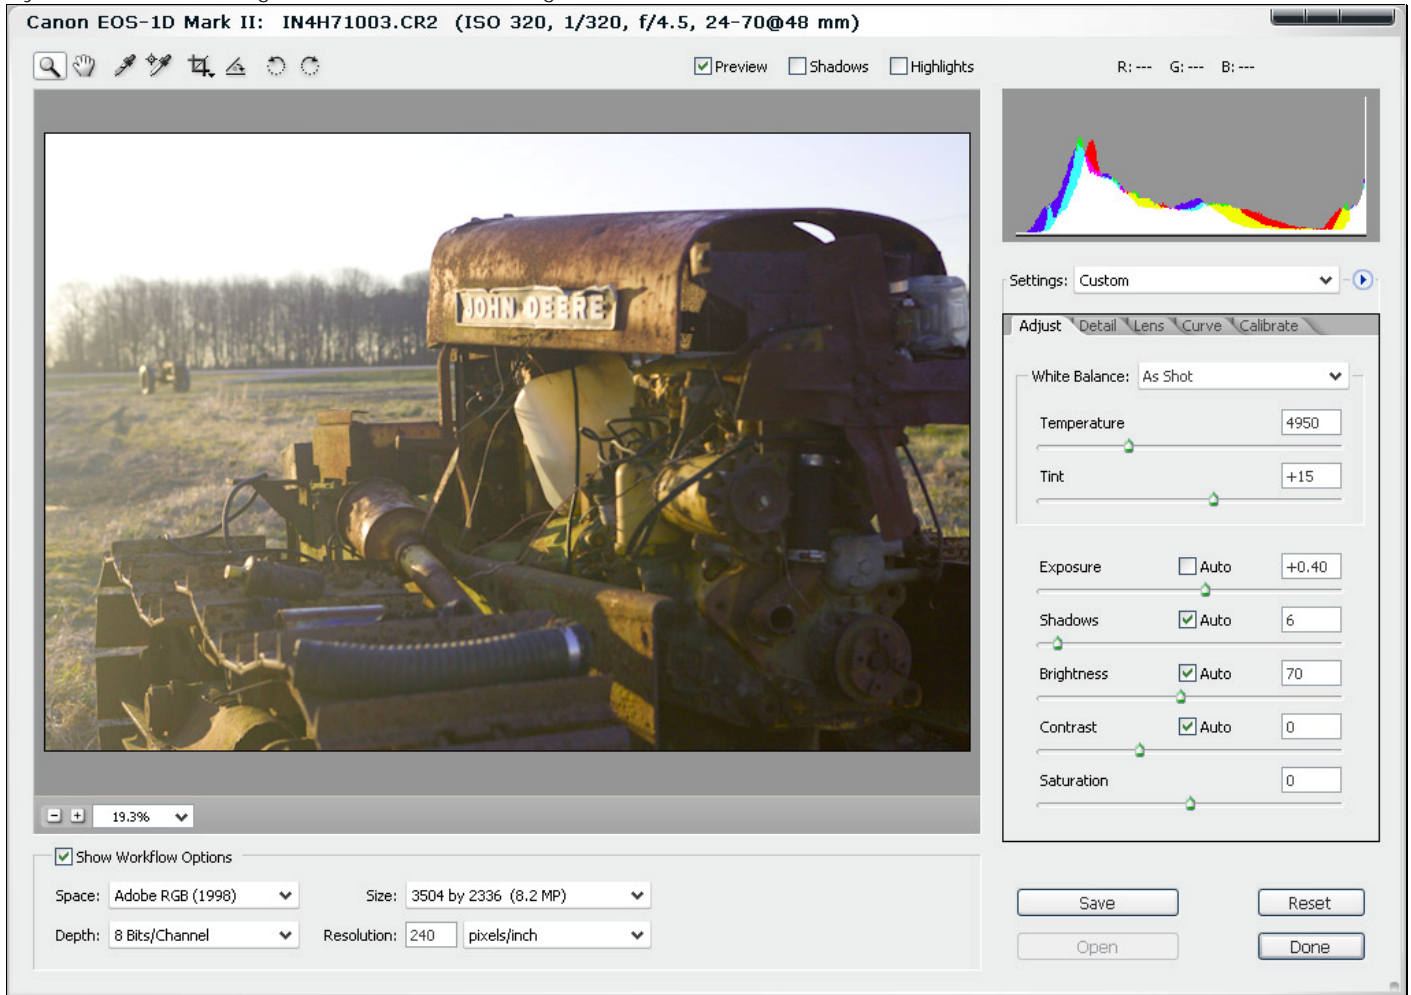 Canon EOS-1D Mark II: IN4H71003.CR2 (ISO 320, 1/320, f/4.5, 24-70@48 mm)
Preview Shadows Highlights R: --- G: --- B: ---
JOHN DEERE
Settings: Custom
Adjust Detail Lens Curve Calibrate
White Balance: As Shot
Temperature 4950
Tint +15
Exposure Auto +0.40
Shadows Auto 6
Brightness Auto 70
Contrast Auto 0
Saturation 0
19.3%
Show Workflow Options
Space: Adobe RGB (1998) Size: 3504 by 2336 (8.2 MP)
Depth: 8 Bits/Channel Resolution: 240 pixels/inch
Save Reset
Open Done